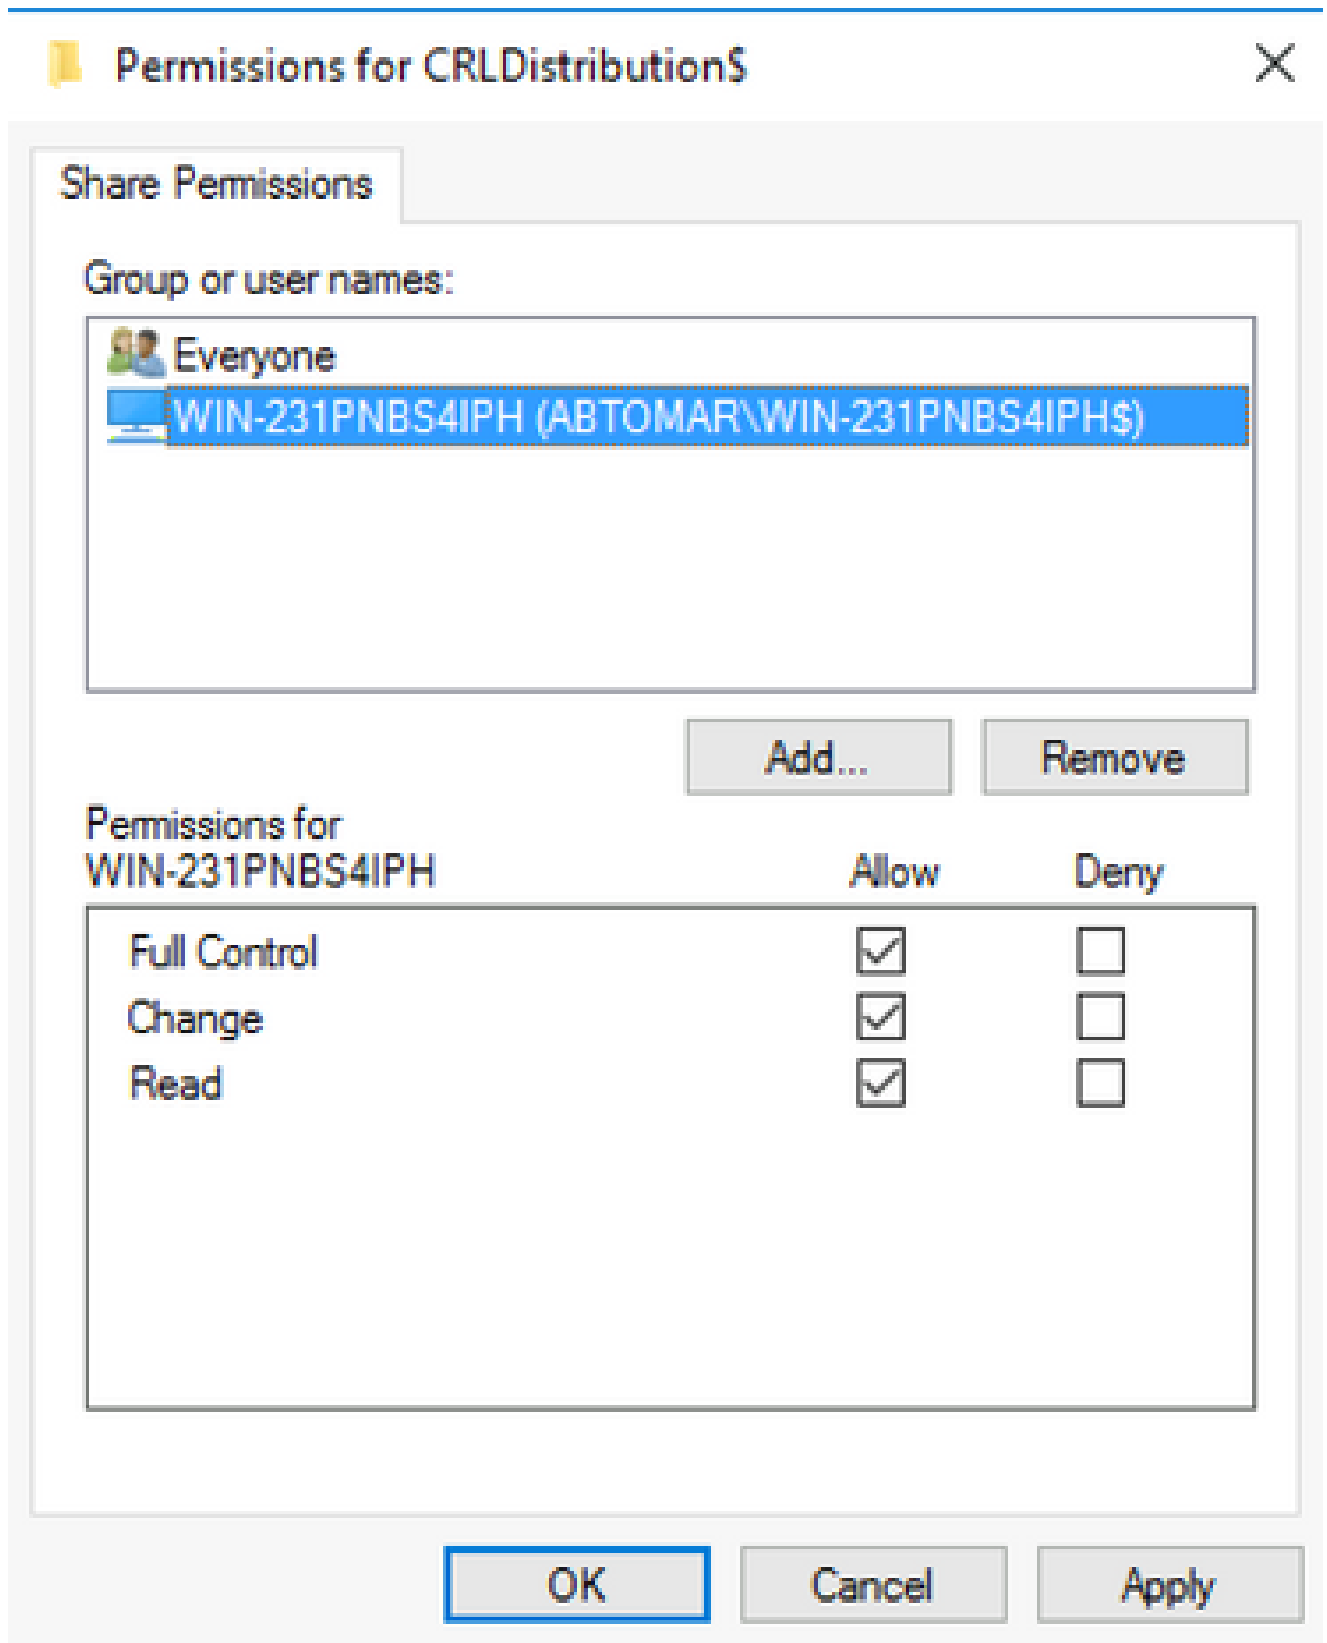 Permissions for CRLDistribution$
Share Permissions
Group or user names:
Everyone
WIN-231PNBS4IPH (ABTOMAR\WIN-231PNBS4IPH$)
Add...
Remove
Permissions for
WIN-231PNBS4IPH
Allow
Deny
Full Control
Change
Read
OK
Cancel
Apply